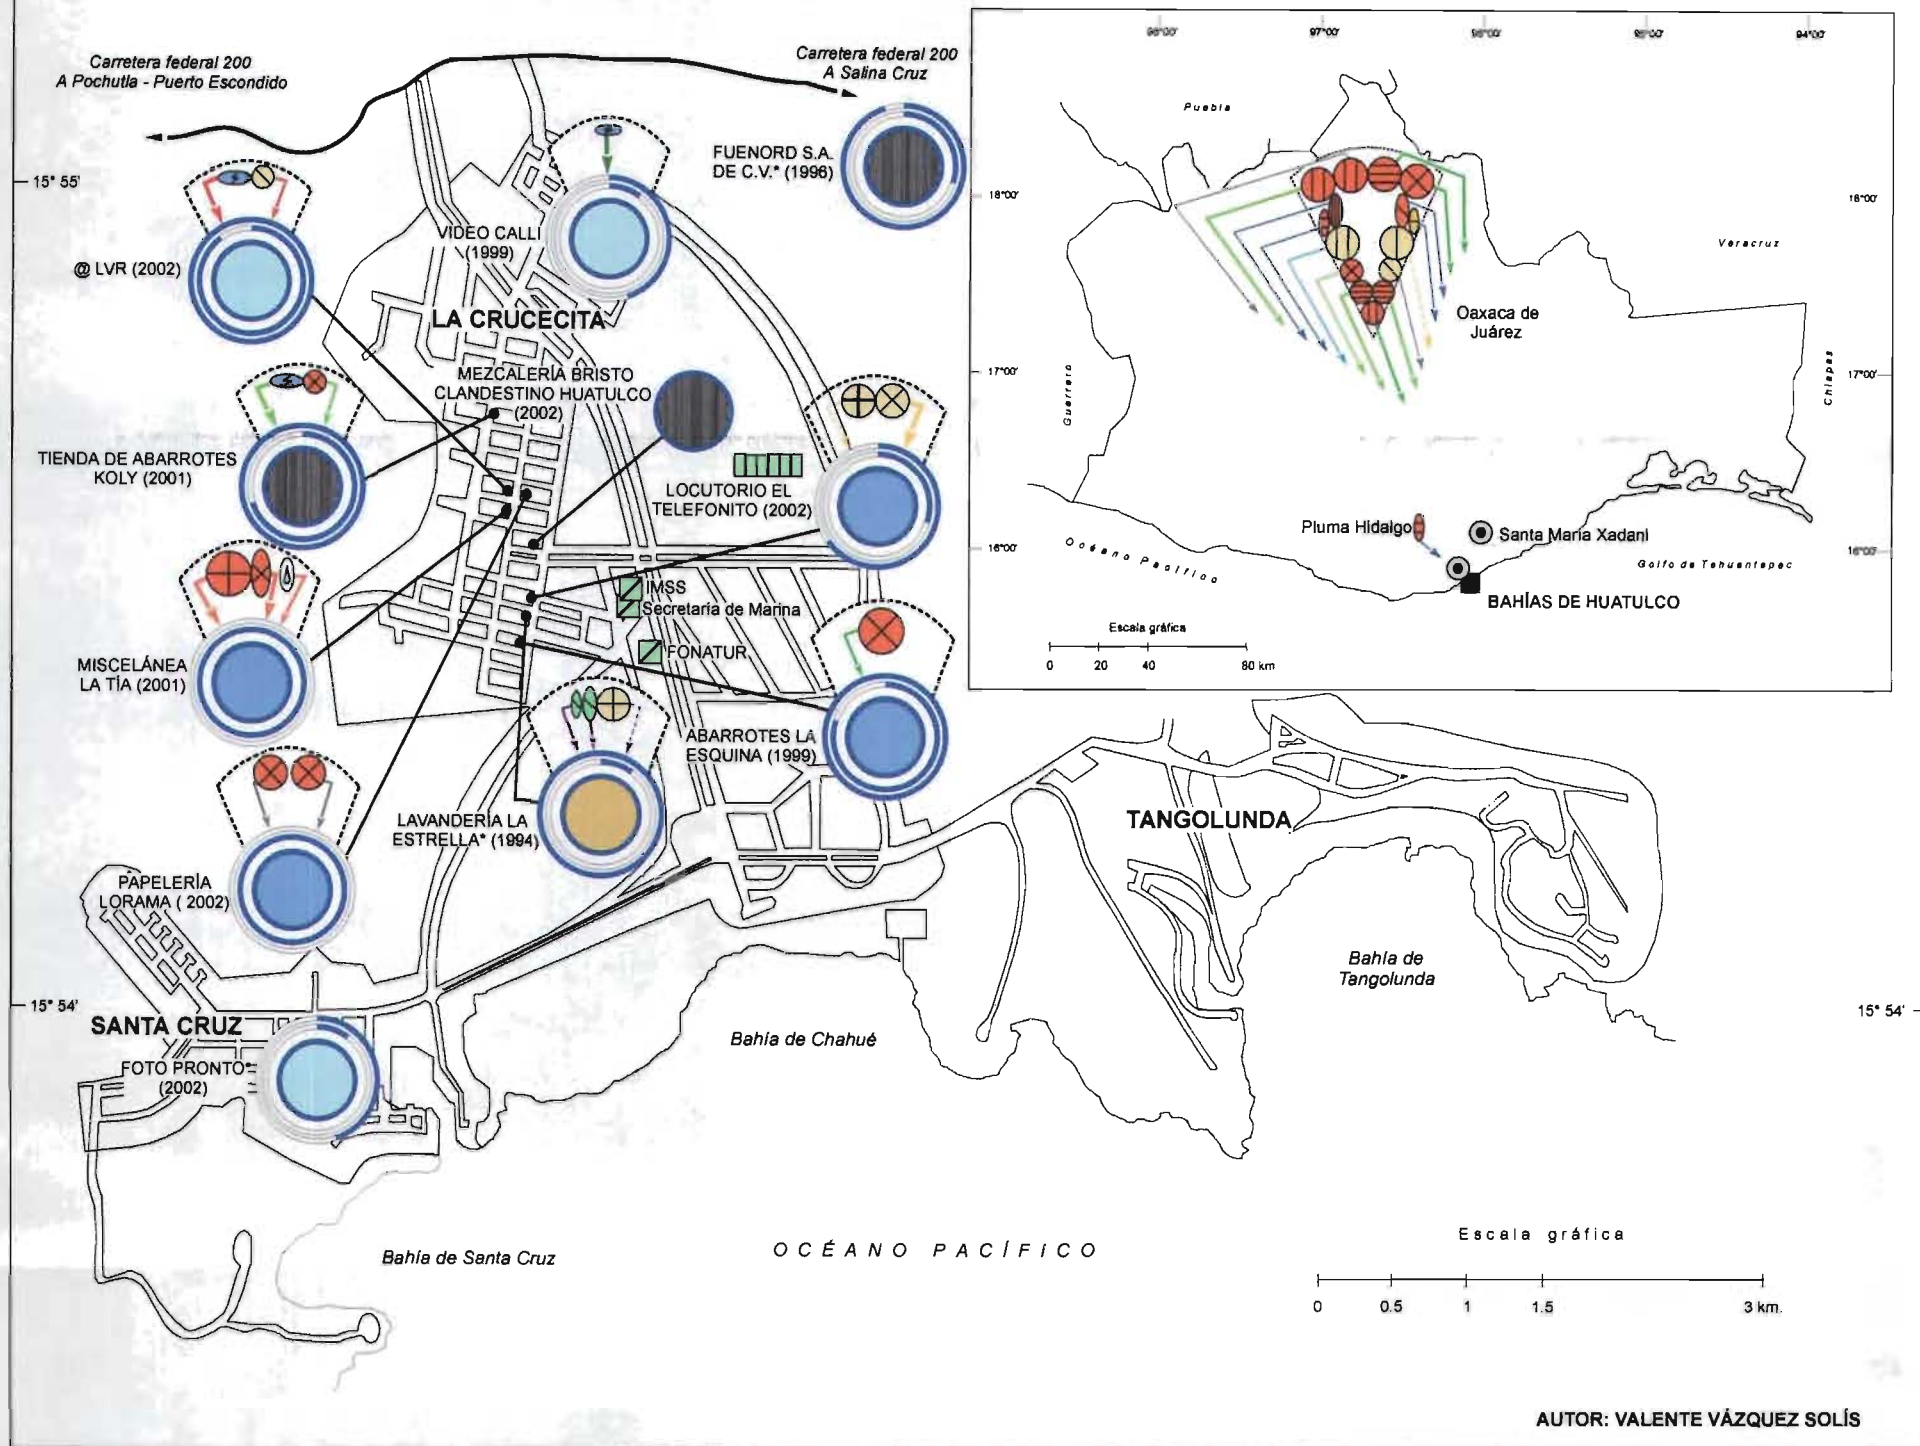 Carretera federal 200
A Pochutla - Puerto Escondido
Carretera federal 200
A Salina Cruz
FUENORD S.A.
DE C.V.* (1996)
15° 55'
@ LVR (2002)
VIDEO CALLI
(1999)
LA CRUCECITA
MEZCALERÍA BRISTO
CLANDESTINO HUATULCO
(2002)
TIENDA DE ABARROTES
KOLY (2001)
LOCUTORIO EL
TELEFONITO (2002)
IMSS
Secretaría de Marina
FONATUR
MISCELÁNEA
LA TÍA (2001)
ABARROTES LA
ESQUINA (1999)
LAVANDERÍA LA
ESTRELLA* (1994)
PAPELERÍA
LORAMA ( 2002)
15° 54'
SANTA CRUZ
FOTO PRONTO*
(2002)
TANGOLUNDA
Bahía de
Tangolunda
Bahía de Chahué
15° 54'
Bahía de Santa Cruz
OCÉANO PACÍFICO
Escala gráfica
0 0.5 1 1.5 3 km.
97°00' 94°00'
Puebla
18°00'
18°00'
Veracruz
Oaxaca de
Juárez
17°00'
17°00'
Guerrero
Chiapas
16°00'
16°00'
Pluma Hidalgo
Santa María Xadani
Océano Pacífico
Golfo de Tehuantepec
BAHÍAS DE HUATULCO
Escala gráfica
0 20 40 80 km
AUTOR: VALENTE VÁZQUEZ SOLÍS